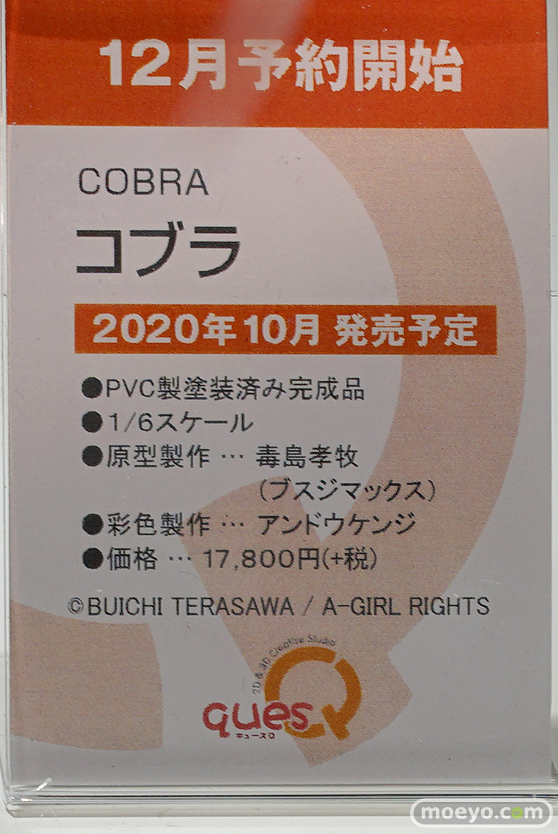 12月予約開始
COBRA
コブラ
2020年10月 発売予定
●PVC製塗装済み完成品
●1/6スケール
●原型製作 … 毒島孝牧
(ブスジマックス)
●彩色製作 … アンドウケンジ
●価格 … 17,800円(+税)
©BUICHI TERASAWA / A-GIRL RIGHTS
2D & 3D Creative Studio
quesQ
キューズQ
moeyo.com